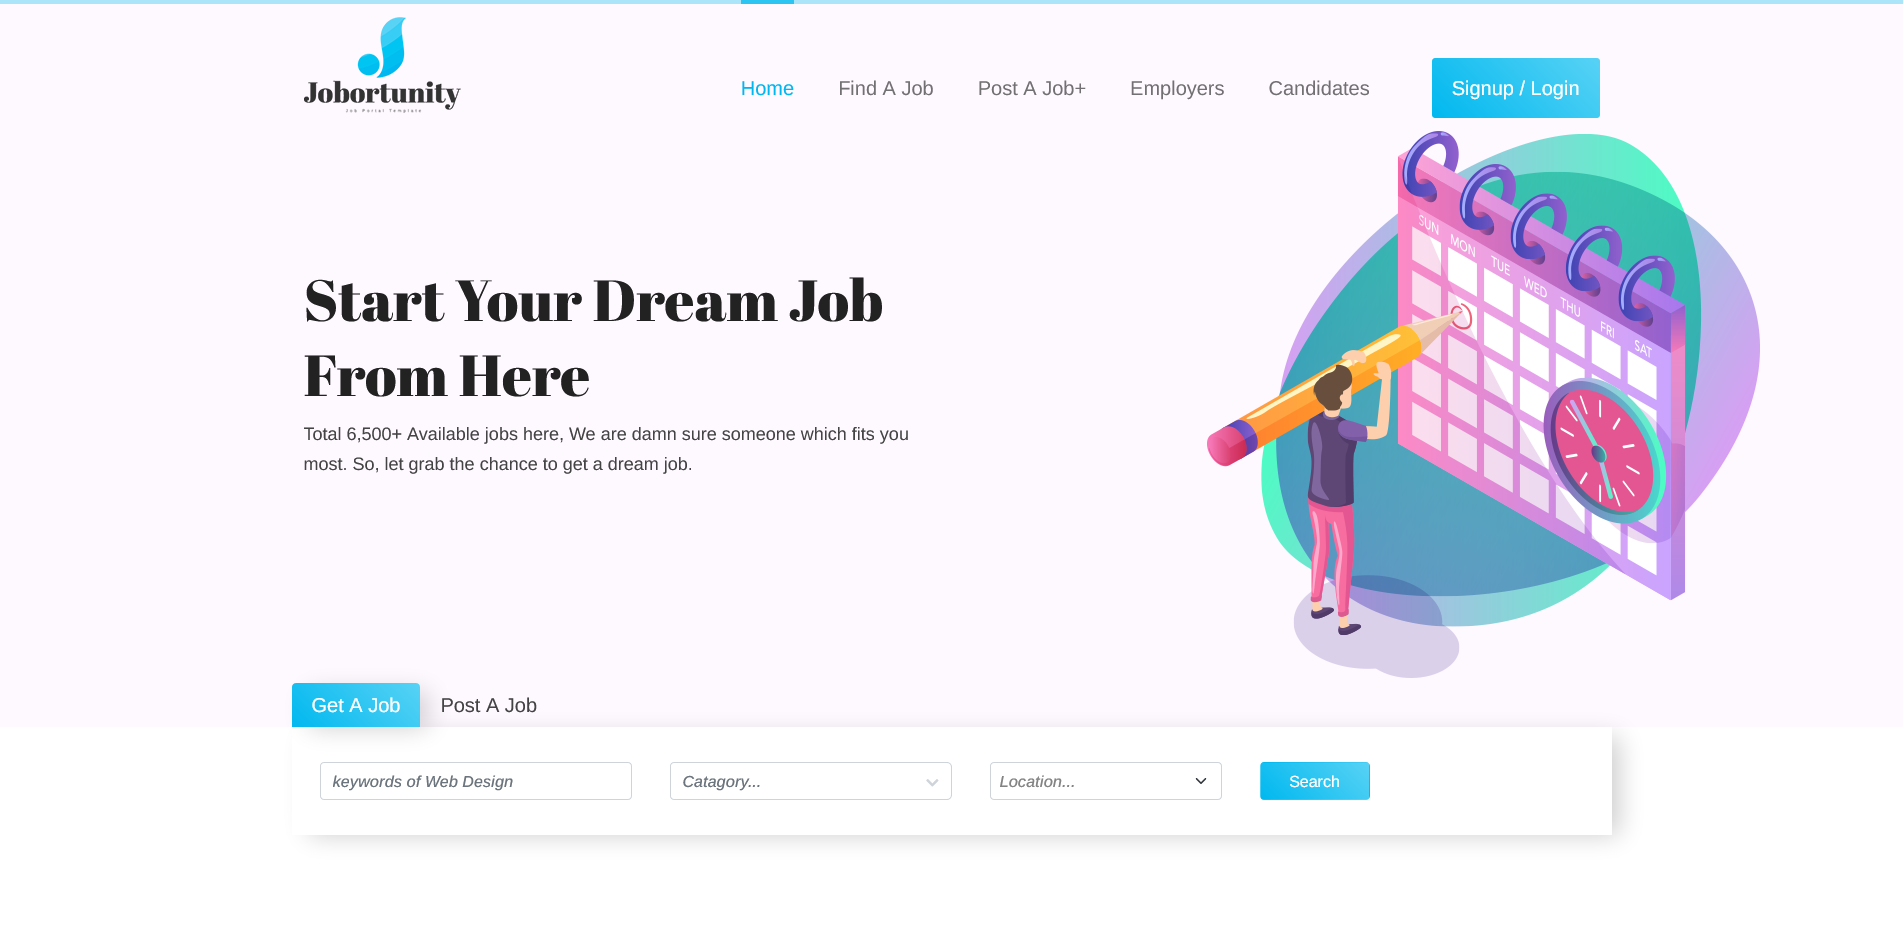 Jobortunity
Job Portal Template
Home
Find A Job
Post A Job+
Employers
Candidates
Signup / Login
SUN
MON
TUE
WED
THU
FRI
SAT
Start Your Dream Job
From Here
Total 6,500+ Available jobs here, We are damn sure someone which fits you
most. So, let grab the chance to get a dream job.
Get A Job
Post A Job
keywords of Web Design
Catagory...
Location...
Search